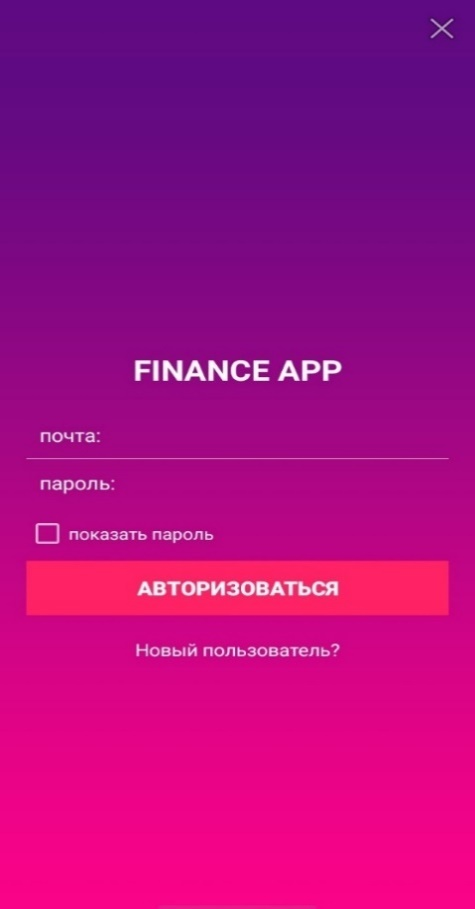 FINANCE APP
почта:
пароль:
показать пароль
АВТОРИЗОВАТЬСЯ
Новый пользователь?